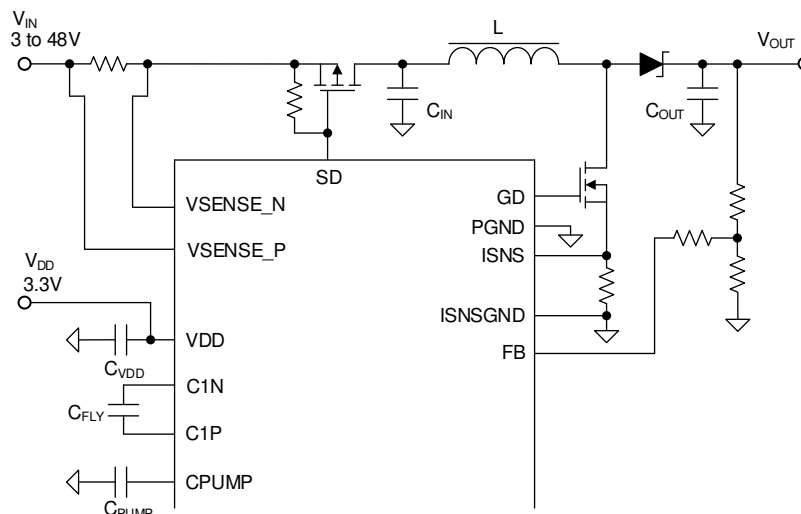 VIN
3 to 48V
L
VOUT
CIN
COUT
SD
GD
VSENSE_N
PGND
VSENSE_P
ISNS
VDD
3.3V
ISNSGND
VDD
FB
CVDD
C1N
CFLY
C1P
CPUMP
CPUMP